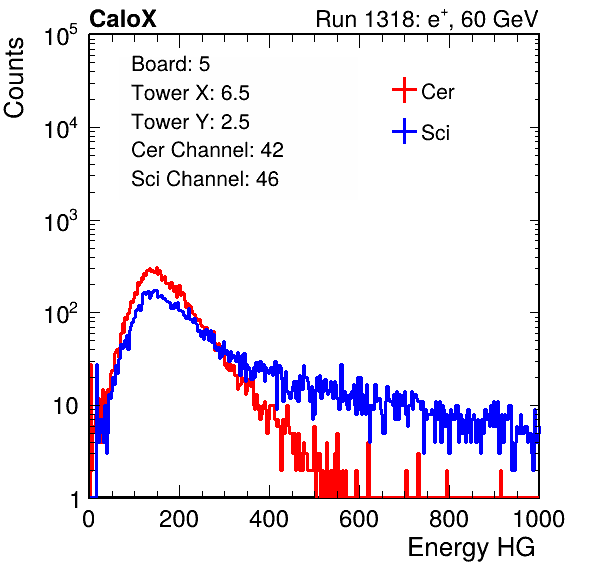 CaloX Run 1318: e⁺, 60 GeV
Board: 5
Tower X: 6.5
Tower Y: 2.5
Cer Channel: 42
Sci Channel: 46
Cer
Sci
Counts
10⁵
10⁴
10³
10²
10
1
0 200 400 600 800 1000
Energy HG